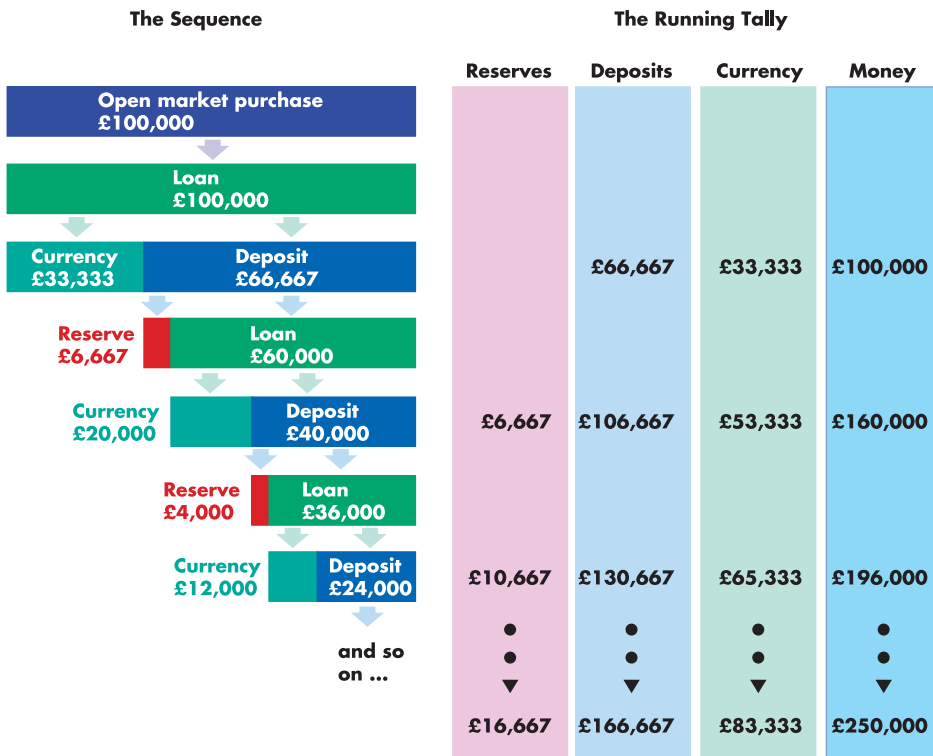 The Sequence
Open market purchase
£100,000
Loan
£100,000
Currency
£33,333
Deposit
£66,667
Reserve
£6,667
Loan
£60,000
Currency
£20,000
Deposit
£40,000
Reserve
£4,000
Loan
£36,000
Currency
£12,000
Deposit
£24,000
and so
on ...
The Running Tally
Reserves Deposits Currency Money
£66,667 £33,333 £100,000
£6,667 £106,667 £53,333 £160,000
£10,667 £130,667 £65,333 £196,000
£16,667 £166,667 £83,333 £250,000